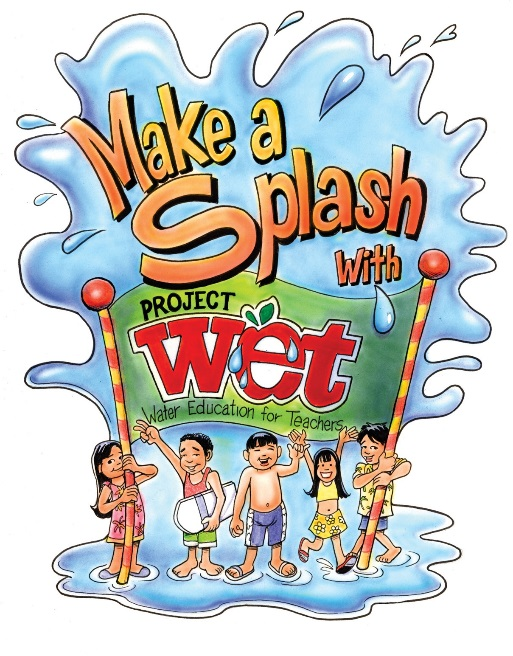 Make a
Splash
With
PROJECT
Wet
Water Education for Teachers